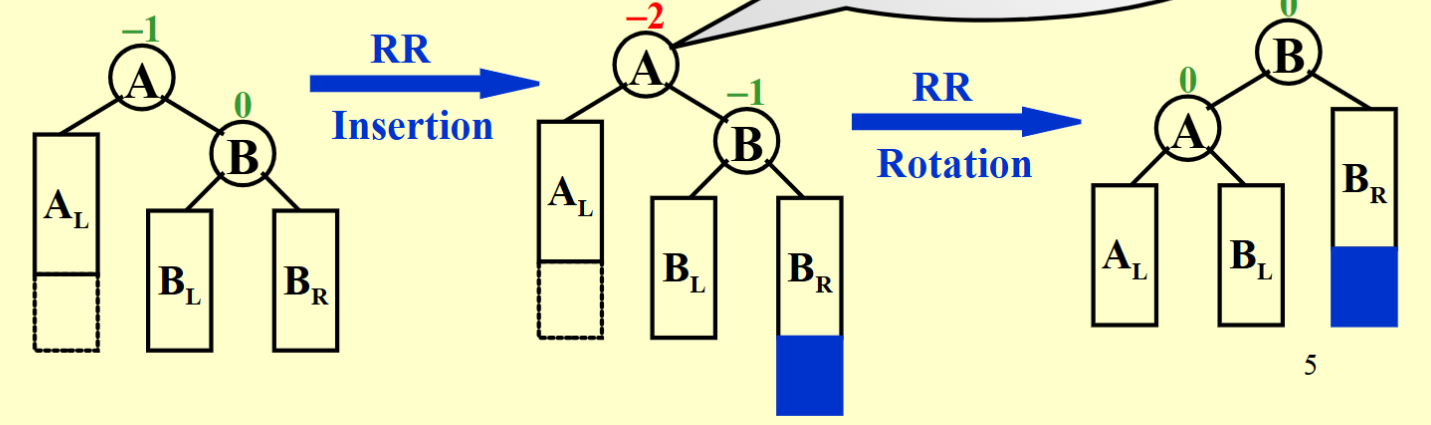 –1
A
0
B
A_L
B_L
B_R
RR
Insertion
–2
A
–1
B
A_L
B_L
B_R
RR
Rotation
0
B
0
A
B_R
A_L
B_L
5